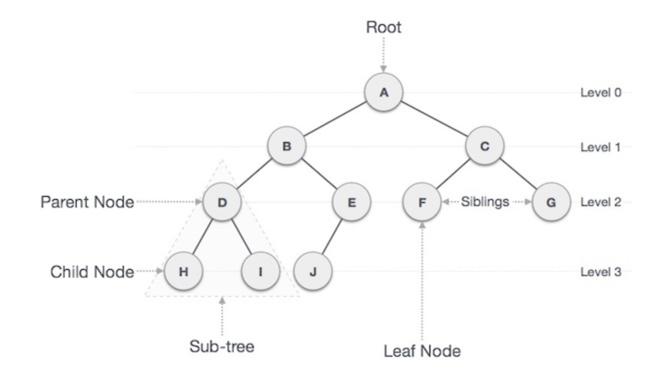 Root
A
Level 0
B
C
Level 1
Parent Node
D
E
F
Siblings
G
Level 2
Child Node
H
I
J
Level 3
Sub-tree
Leaf Node